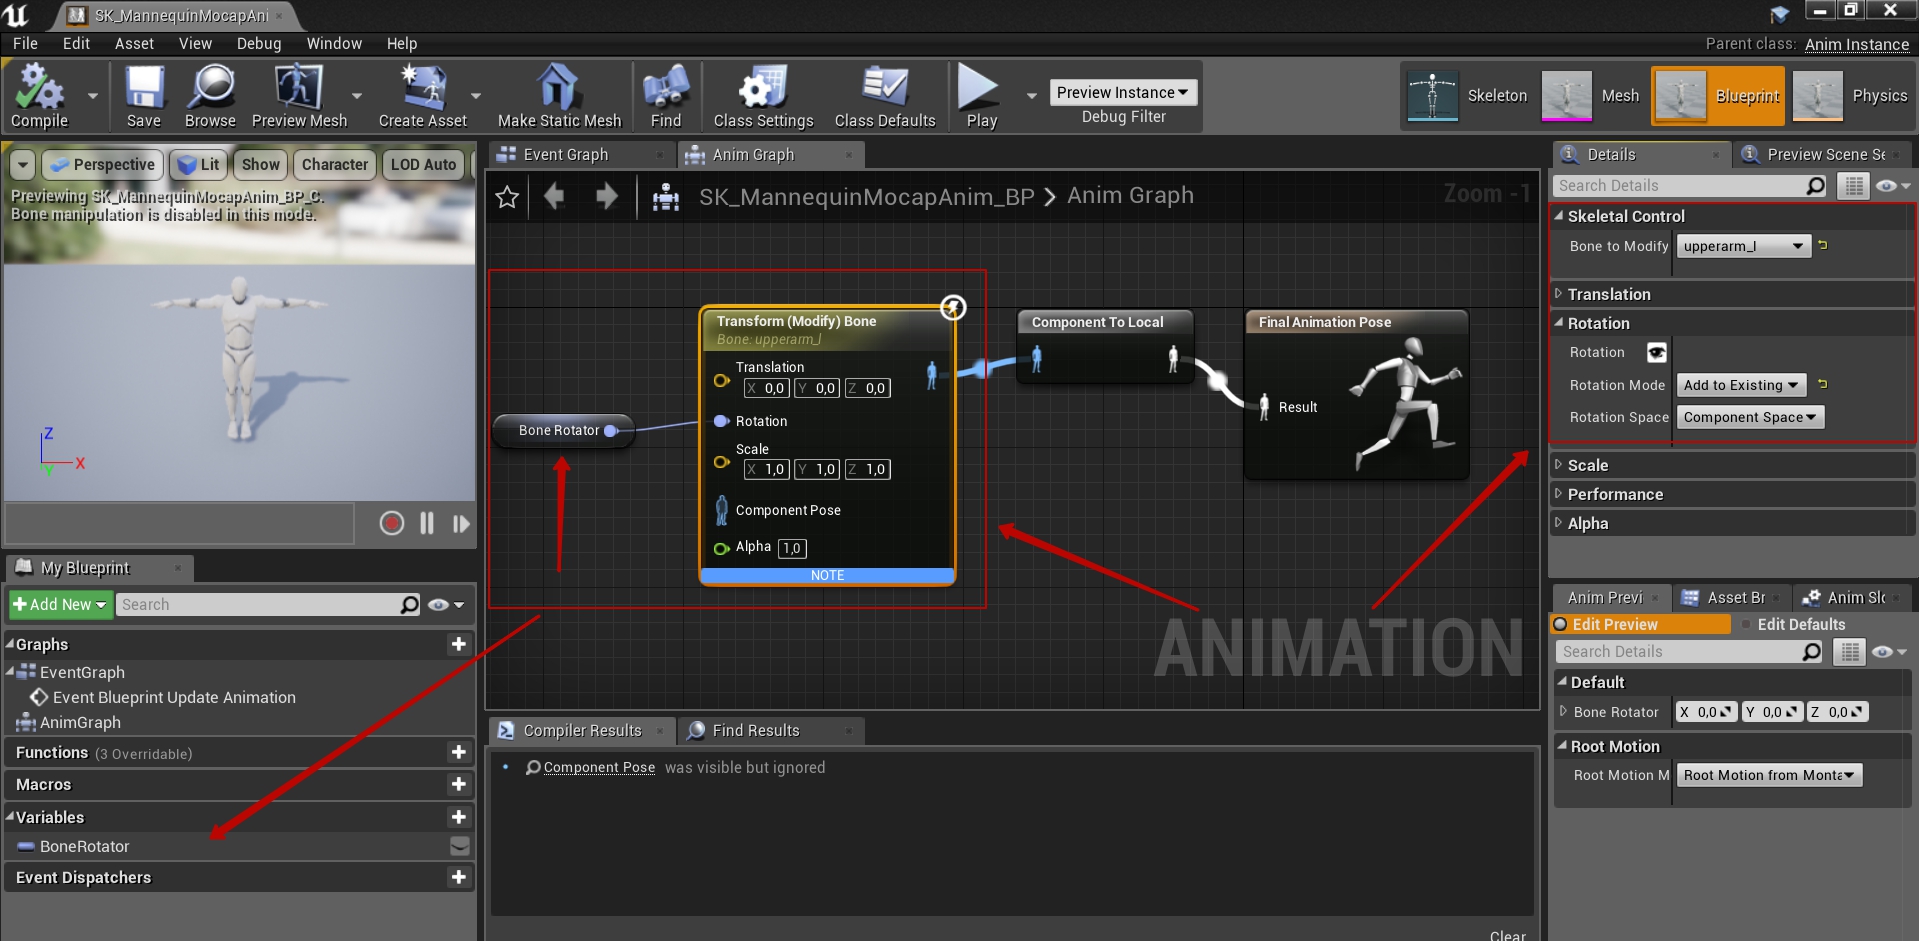 SK_MannequinMocapAni
File Edit Asset View Debug Window Help
Parent class: Anim Instance
Compile
Save
Browse
Preview Mesh
Create Asset
Make Static Mesh
Find
Class Settings
Class Defaults
Play
Preview Instance
Debug Filter
Skeleton
Mesh
Blueprint
Physics
Perspective
Lit
Show
Character
LOD Auto
Previewing SK_MannequinMocapAnim_BP_C.
Bone manipulation is disabled in this mode.
Z
X
Y
My Blueprint
Add New
Search
Graphs
EventGraph
Event Blueprint Update Animation
AnimGraph
Functions (3 Overridable)
Macros
Variables
BoneRotator
Event Dispatchers
Event Graph
Anim Graph
SK_MannequinMocapAnim_BP > Anim Graph
Zoom -1
Bone Rotator
Transform (Modify) Bone
Bone: upperarm_l
Translation
X 0,0 Y 0,0 Z 0,0
Rotation
Scale
X 1,0 Y 1,0 Z 1,0
Component Pose
Alpha 1,0
NOTE
Component To Local
Final Animation Pose
Result
ANIMATION
Compiler Results
Find Results
Component Pose was visible but ignored
Clear
Details
Preview Scene Se
Search Details
Skeletal Control
Bone to Modify upperarm_l
Translation
Rotation
Rotation
Rotation Mode Add to Existing
Rotation Space Component Space
Scale
Performance
Alpha
Anim Previ
Asset Br
Anim Slo
Edit Preview
Edit Defaults
Search Details
Default
Bone Rotator X 0,0 Y 0,0 Z 0,0
Root Motion
Root Motion M Root Motion from Monta